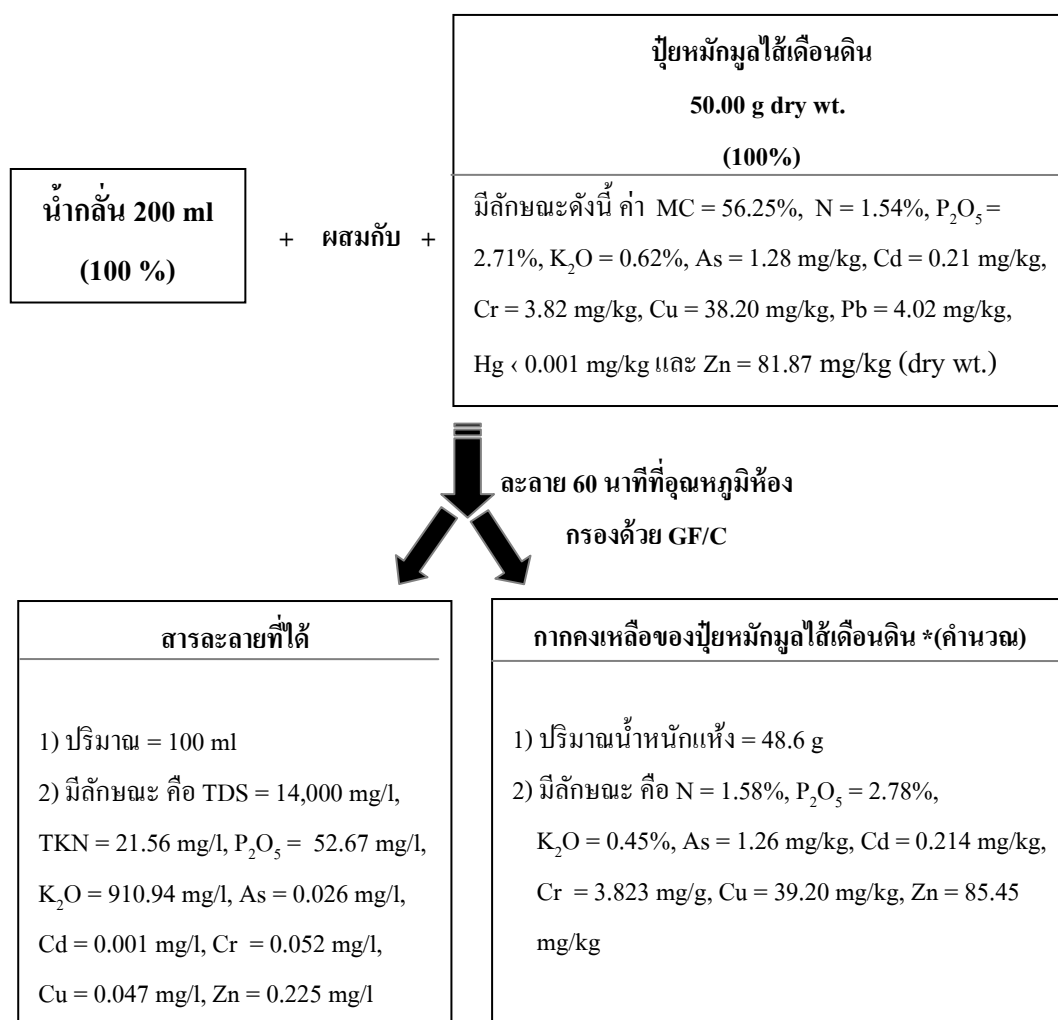 ปุ๋ยหมักมูลไส้เดือนดิน
50.00 g dry wt.
(100%)
น้ำกลั่น 200 ml
(100 %)
+ ผสมกับ +
มีลักษณะดังนี้ ค่า MC = 56.25%, N = 1.54%, P₂O₅ =
2.71%, K₂O = 0.62%, As = 1.28 mg/kg, Cd = 0.21 mg/kg,
Cr = 3.82 mg/kg, Cu = 38.20 mg/kg, Pb = 4.02 mg/kg,
Hg ‹ 0.001 mg/kg และ Zn = 81.87 mg/kg (dry wt.)
ละลาย 60 นาทีที่อุณหภูมิห้อง
กรองด้วย GF/C
สารละลายที่ได้
1) ปริมาณ = 100 ml
2) มีลักษณะ คือ TDS = 14,000 mg/l,
TKN = 21.56 mg/l, P₂O₅ = 52.67 mg/l,
K₂O = 910.94 mg/l, As = 0.026 mg/l,
Cd = 0.001 mg/l, Cr = 0.052 mg/l,
Cu = 0.047 mg/l, Zn = 0.225 mg/l
กากคงเหลือของปุ๋ยหมักมูลไส้เดือนดิน *(คำนวณ)
1) ปริมาณน้ำหนักแห้ง = 48.6 g
2) มีลักษณะ คือ N = 1.58%, P₂O₅ = 2.78%,
K₂O = 0.45%, As = 1.26 mg/kg, Cd = 0.214 mg/kg,
Cr = 3.823 mg/g, Cu = 39.20 mg/kg, Zn = 85.45
mg/kg